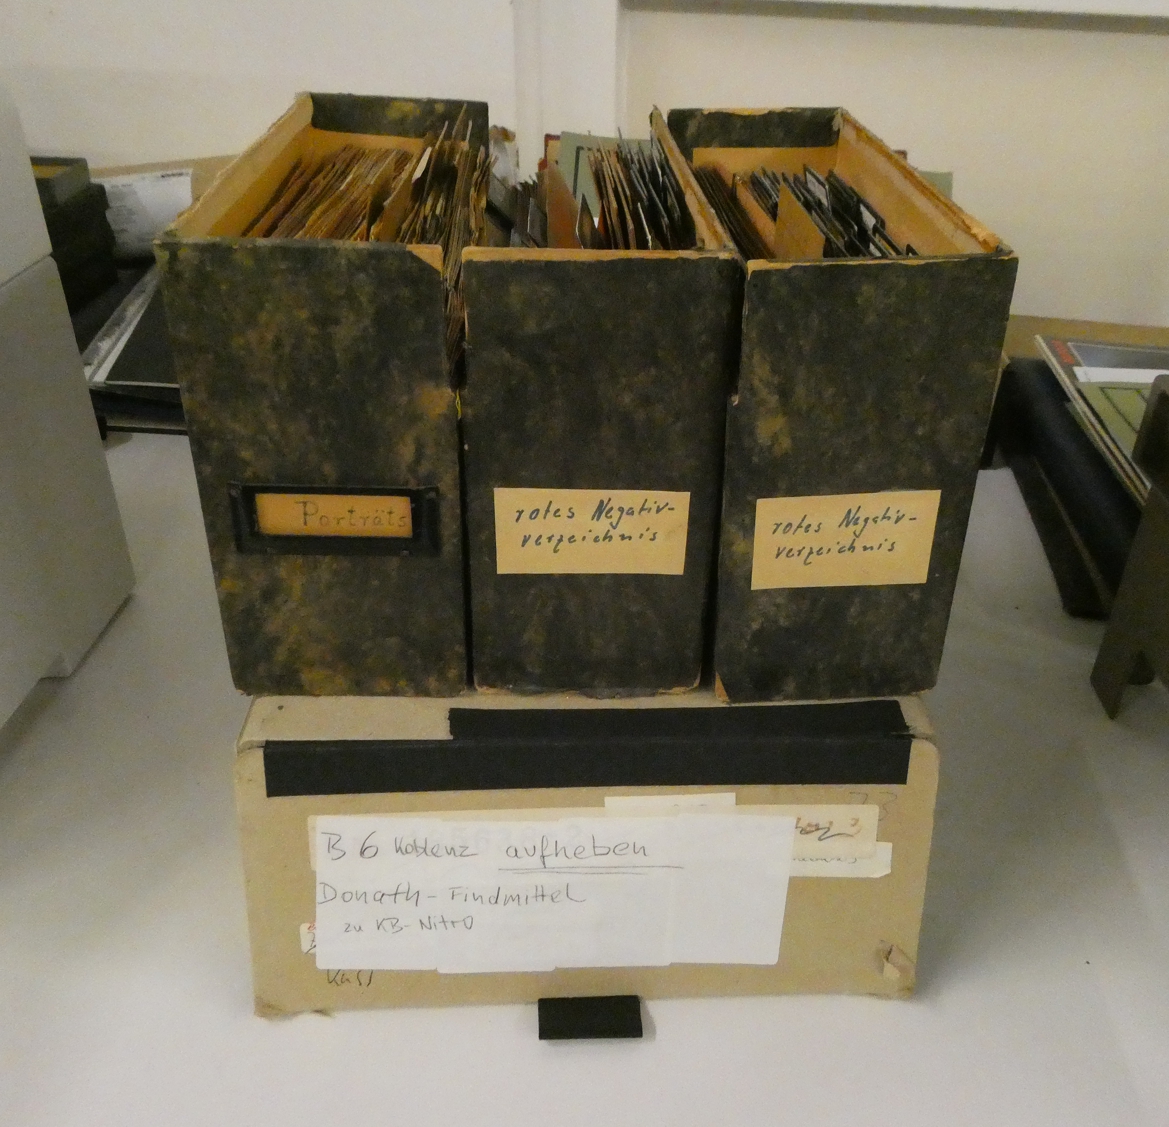 Porträts
rotes Negativ-
verzeichnis
rotes Negativ-
verzeichnis
B 6 Koblenz aufheben
Donath-Findmittel
zu KB-Nitro